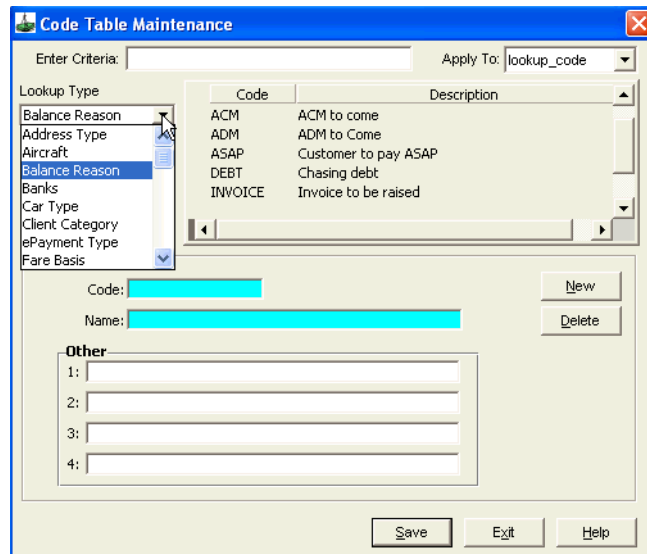 Code Table Maintenance
Enter Criteria:
Apply To: lookup_code
Lookup Type
Balance Reason
Address Type
Aircraft
Balance Reason
Banks
Car Type
Client Category
ePayment Type
Fare Basis
Code Description
ACM ACM to come
ADM ADM to Come
ASAP Customer to pay ASAP
DEBT Chasing debt
INVOICE Invoice to be raised
Code:
Name:
New
Delete
Other
1:
2:
3:
4:
Save Exit Help